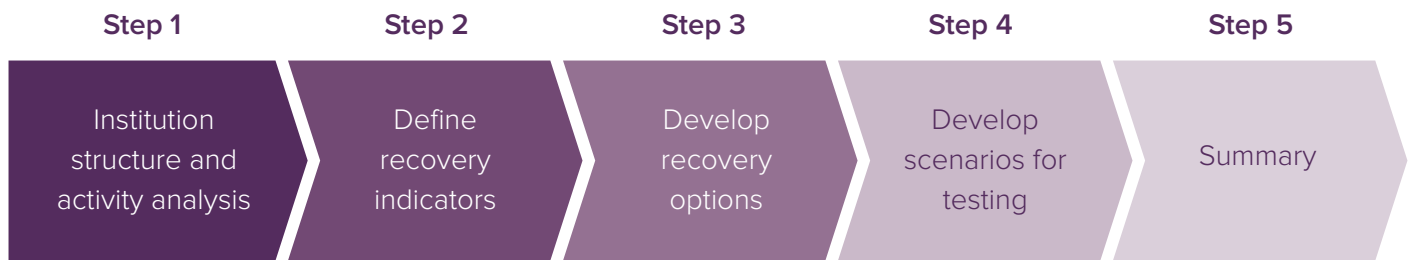 Step 1
Institution
structure and
activity analysis
Step 2
Define
recovery
indicators
Step 3
Develop
recovery
options
Step 4
Develop
scenarios for
testing
Step 5
Summary